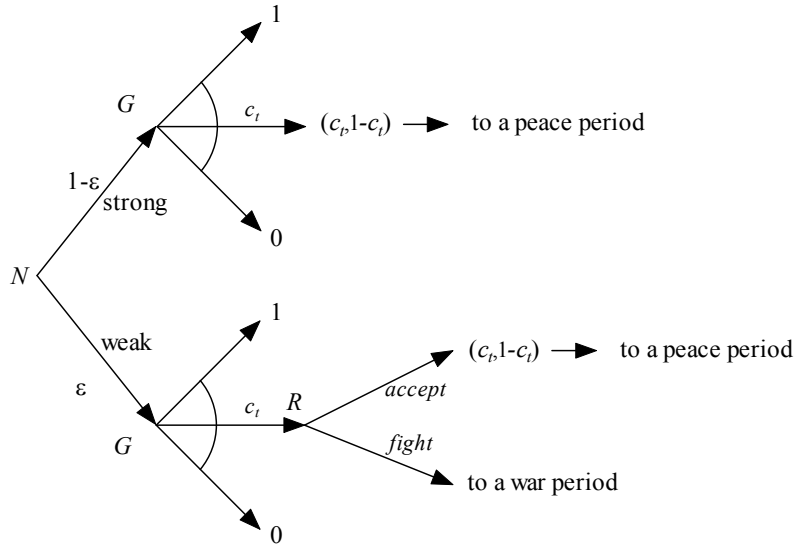 1
G
c_t
(c_t,1-c_t)
to a peace period
1-ε
strong
0
N
1
weak
(c_t,1-c_t)
to a peace period
ε
R
accept
c_t
fight
G
to a war period
0